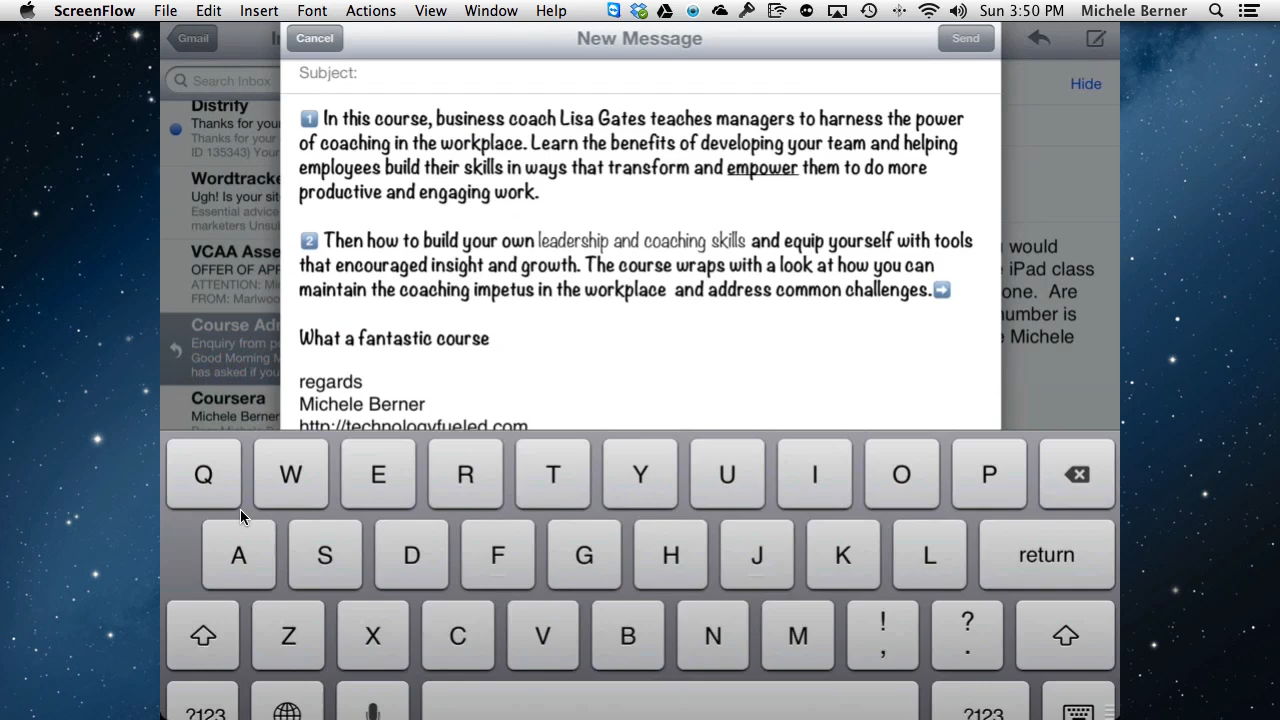 ScreenFlow File Edit Insert Font Actions View Window Help Sun 3:50 PM Michele Berner
Gmail
Cancel New Message Send
Search Inbox
Subject:
Hide
Distrify
Thanks for your
Thanks for your
ID 135343) Your
Wordtracke
Ugh! Is your site
Essential advice
marketers Unsub
VCAA Asse
OFFER OF APP
ATTENTION: Mi
FROM: Marlwoo
Course Adm
Enquiry from p
Good Morning M
has asked if you
Coursera
Michele Berner
1 In this course, business coach Lisa Gates teaches managers to harness the power
of coaching in the workplace. Learn the benefits of developing your team and helping
employees build their skills in ways that transform and empower them to do more
productive and engaging work.
2 Then how to build your own leadership and coaching skills and equip yourself with tools
that encouraged insight and growth. The course wraps with a look at how you can
maintain the coaching impetus in the workplace and address common challenges.
What a fantastic course
regards
Michele Berner
http://technologyfueled.com
would
iPad class
one. Are
number is
Michele
Q W E R T Y U I O P
A S D F G H J K L return
Z X C V B N M ! , ? .
?123 ?123